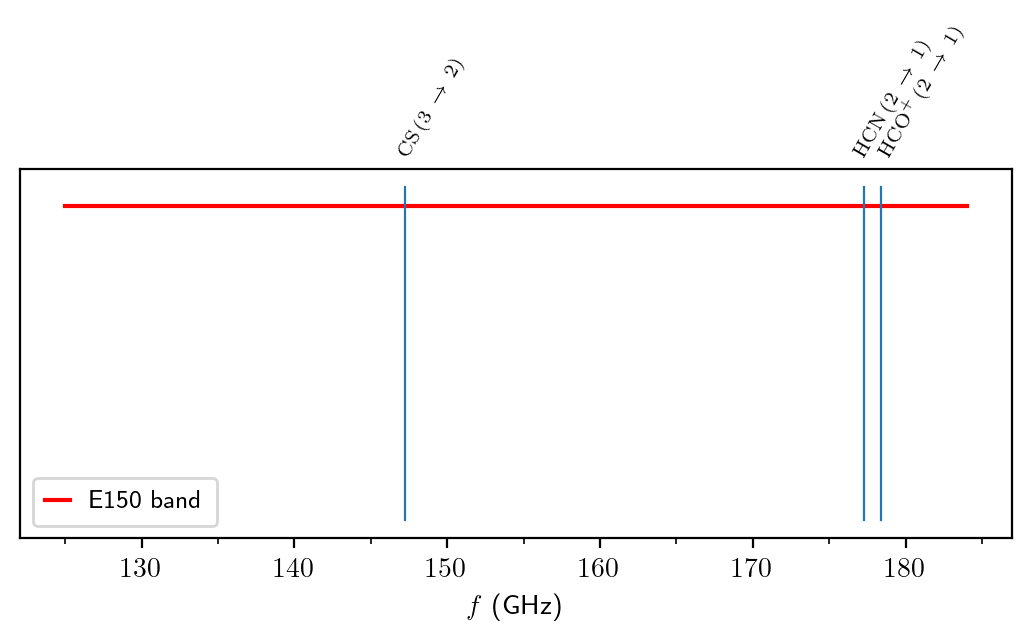 CS (3 → 2)
HCN (2 → 1)
HCO⁺ (2 → 1)
E150 band
130 140 150 160 170 180
f (GHz)